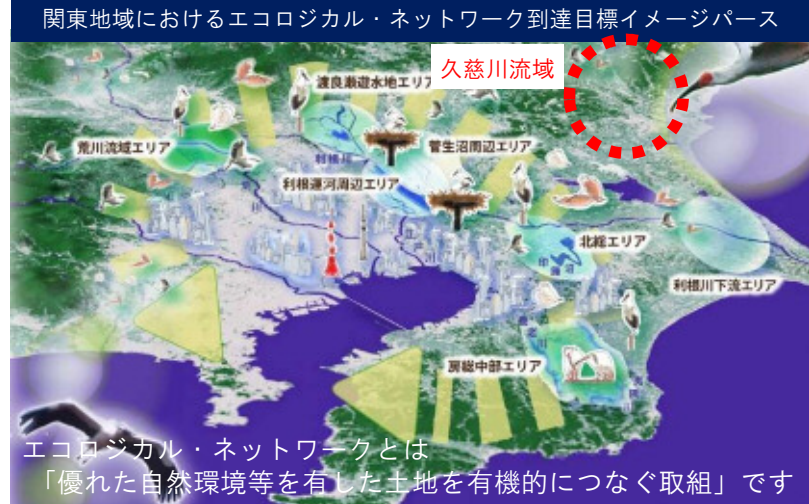 関東地域におけるエコロジカル・ネットワーク到達目標イメージパース
久慈川流域
渡良瀬遊水地エリア
荒川流域エリア
菅生沼周辺エリア
利根川
利根運河周辺エリア
北総エリア
印旛沼
利根川下流エリア
房総中部エリア
エコロジカル・ネットワークとは
「優れた自然環境等を有した土地を有機的につなぐ取組」です